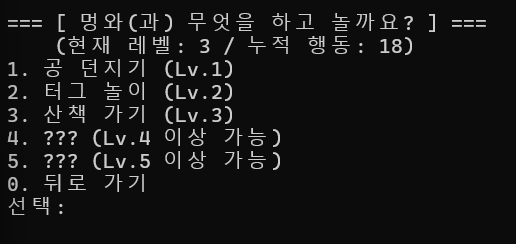 === [ 멍와(과) 무엇을 하고 놀까요? ] ===
(현재 레벨: 3 / 누적 행동: 18)
1. 공 던지기 (Lv.1)
2. 터그 놀이 (Lv.2)
3. 산책 가기 (Lv.3)
4. ??? (Lv.4 이상 가능)
5. ??? (Lv.5 이상 가능)
0. 뒤로 가기
선택: